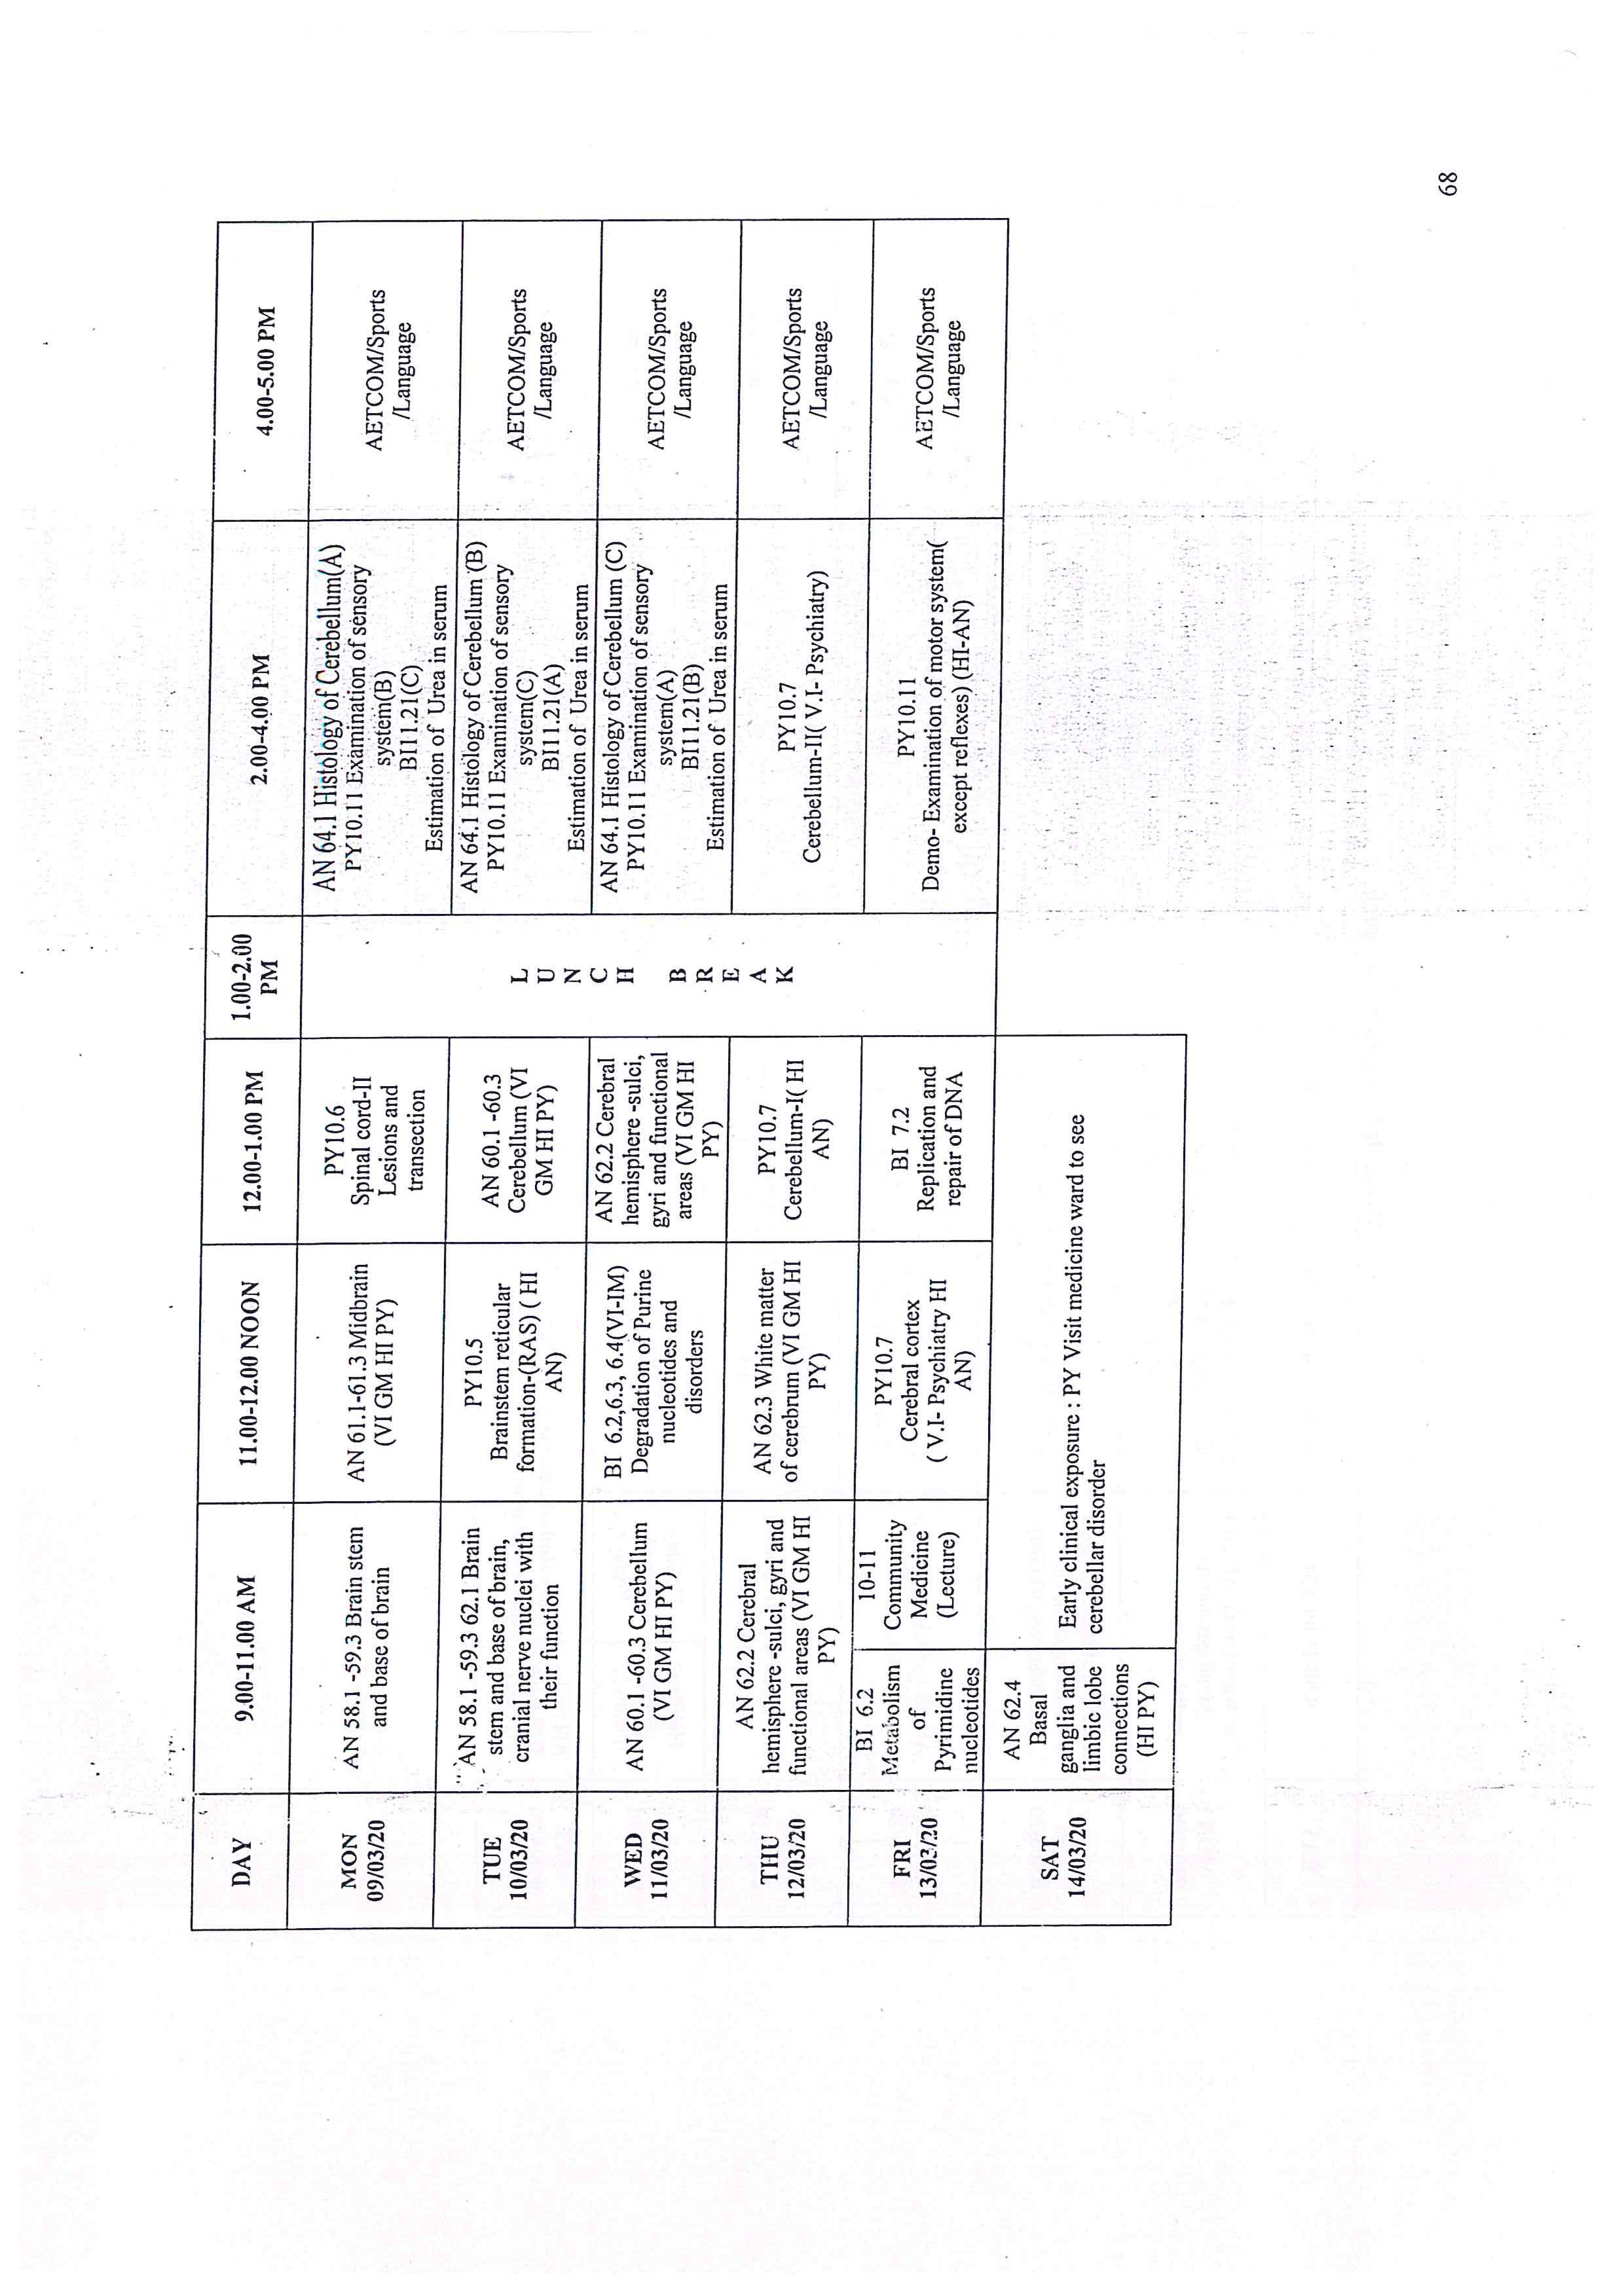 DAY
9.00-11.00 AM
11.00-12.00 NOON
12.00-1.00 PM
1.00-2.00
PM
2.00-4.00 PM
4.00-5.00 PM
MON
09/03/20
AN 58.1 -59.3 Brain stem
and base of brain
AN 61.1-61.3 Midbrain
(VI GM HI PY)
PY10.6
Spinal cord-II
Lesions and
transection
L
U
N
C
H
B
R
E
A
K
AN 64.1 Histology of Cerebellum(A)
PY10.11 Examination of sensory
system(B)
BI11.21(C)
Estimation of Urea in serum
AETCOM/Sports
/Language
TUE
10/03/20
AN 58.1 -59.3 62.1 Brain
stem and base of brain,
cranial nerve nuclei with
their function
PY10.5
Brainstem reticular
formation-(RAS) ( HI
AN)
AN 60.1 -60.3
Cerebellum (VI
GM HI PY)
AN 64.1 Histology of Cerebellum (B)
PY10.11 Examination of sensory
system(C)
BI11.21(A)
Estimation of Urea in serum
AETCOM/Sports
/Language
WED
11/03/20
AN 60.1 -60.3 Cerebellum
(VI GM HI PY)
BI 6.2,6.3, 6.4(VI-IM)
Degradation of Purine
nucleotides and
disorders
AN 62.2 Cerebral
hemisphere -sulci,
gyri and functional
areas (VI GM HI
PY)
AN 64.1 Histology of Cerebellum (C)
PY10.11 Examination of sensory
system(A)
BI11.21(B)
Estimation of Urea in serum
AETCOM/Sports
/Language
THU
12/03/20
AN 62.2 Cerebral
hemisphere -sulci, gyri and
functional areas (VI GM HI
PY)
AN 62.3 White matter
of cerebrum (VI GM HI
PY)
PY10.7
Cerebellum-I( HI
AN)
PY10.7
Cerebellum-II( V.I- Psychiatry)
AETCOM/Sports
/Language
FRI
13/03/20
BI 6.2
Metabolism
of
Pyrimidine
nucleotides
10-11
Community
Medicine
(Lecture)
PY10.7
Cerebral cortex
( V.I- Psychiatry HI
AN)
BI 7.2
Replication and
repair of DNA
PY10.11
Demo- Examination of motor system(
except reflexes) (HI-AN)
AETCOM/Sports
/Language
SAT
14/03/20
AN 62.4
Basal
ganglia and
limbic lobe
connections
(HI PY)
Early clinical exposure : PY Visit medicine ward to see
cerebellar disorder
68